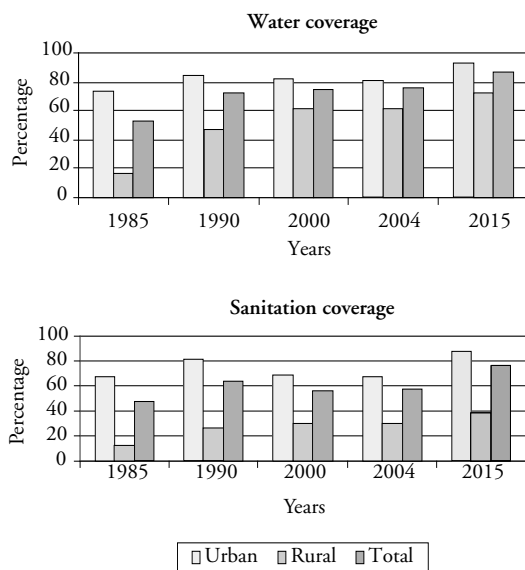 Water coverage
Percentage
100
80
60
40
20
0
1985 1990 2000 2004 2015
Years
Sanitation coverage
Percentage
100
80
60
40
20
0
1985 1990 2000 2004 2015
Years
Urban Rural Total